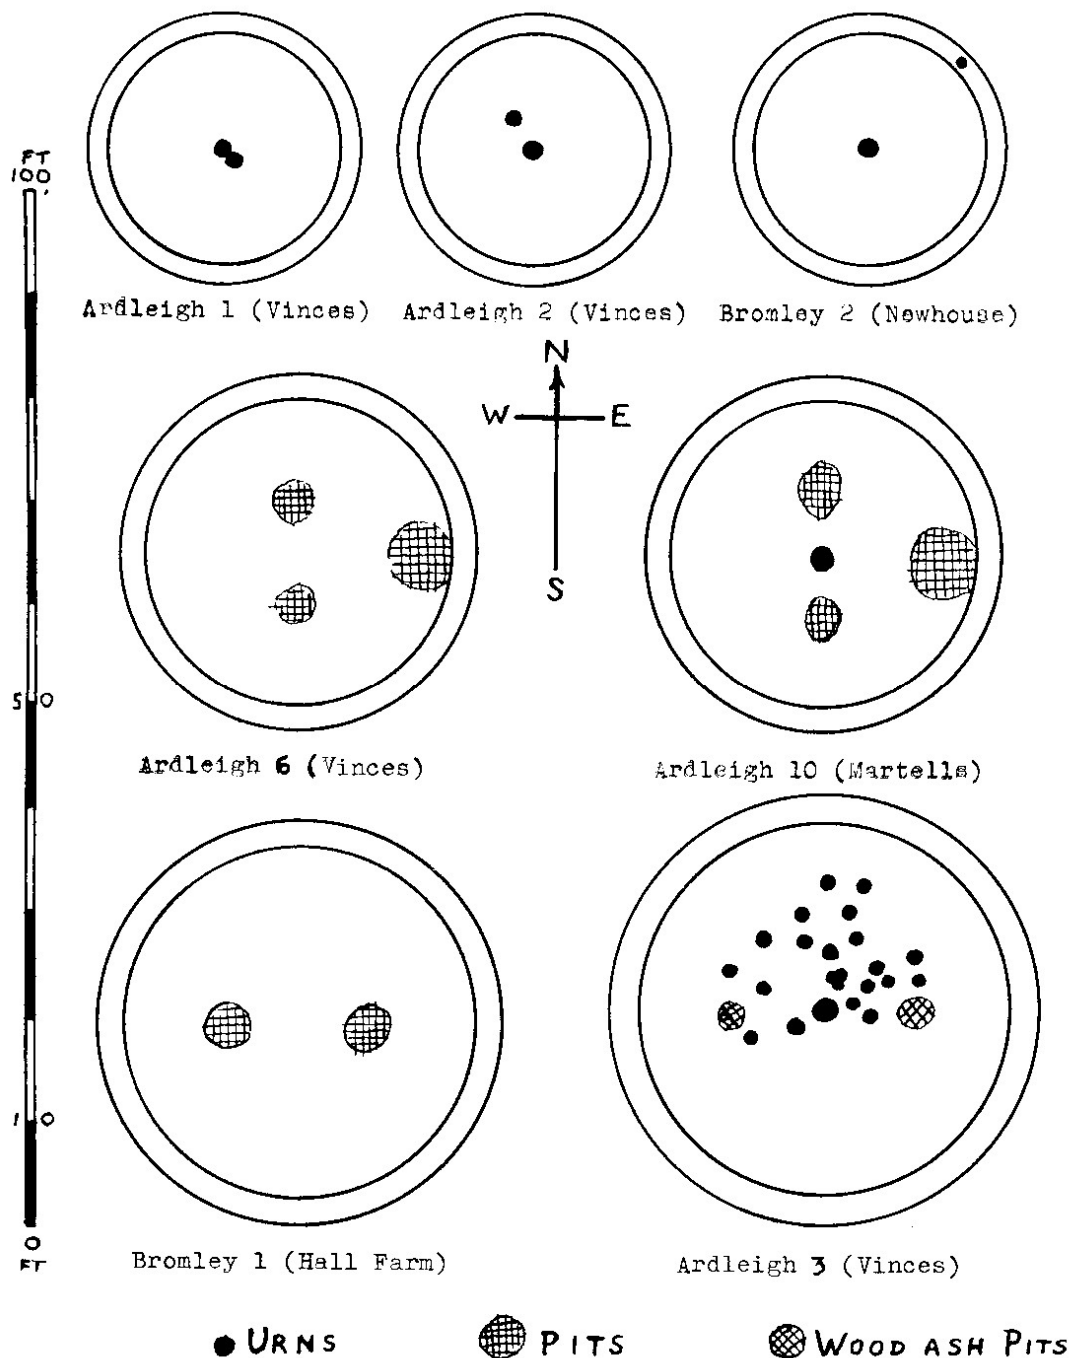 FT
100
Ardleigh 1 (Vinces)
Ardleigh 2 (Vinces)
Bromley 2 (Newhouse)
N
W E
S
50
Ardleigh 6 (Vinces)
Ardleigh 10 (Martells)
10
0
FT
Bromley 1 (Hall Farm)
Ardleigh 3 (Vinces)
URNS
PITS
WOOD ASH PITS